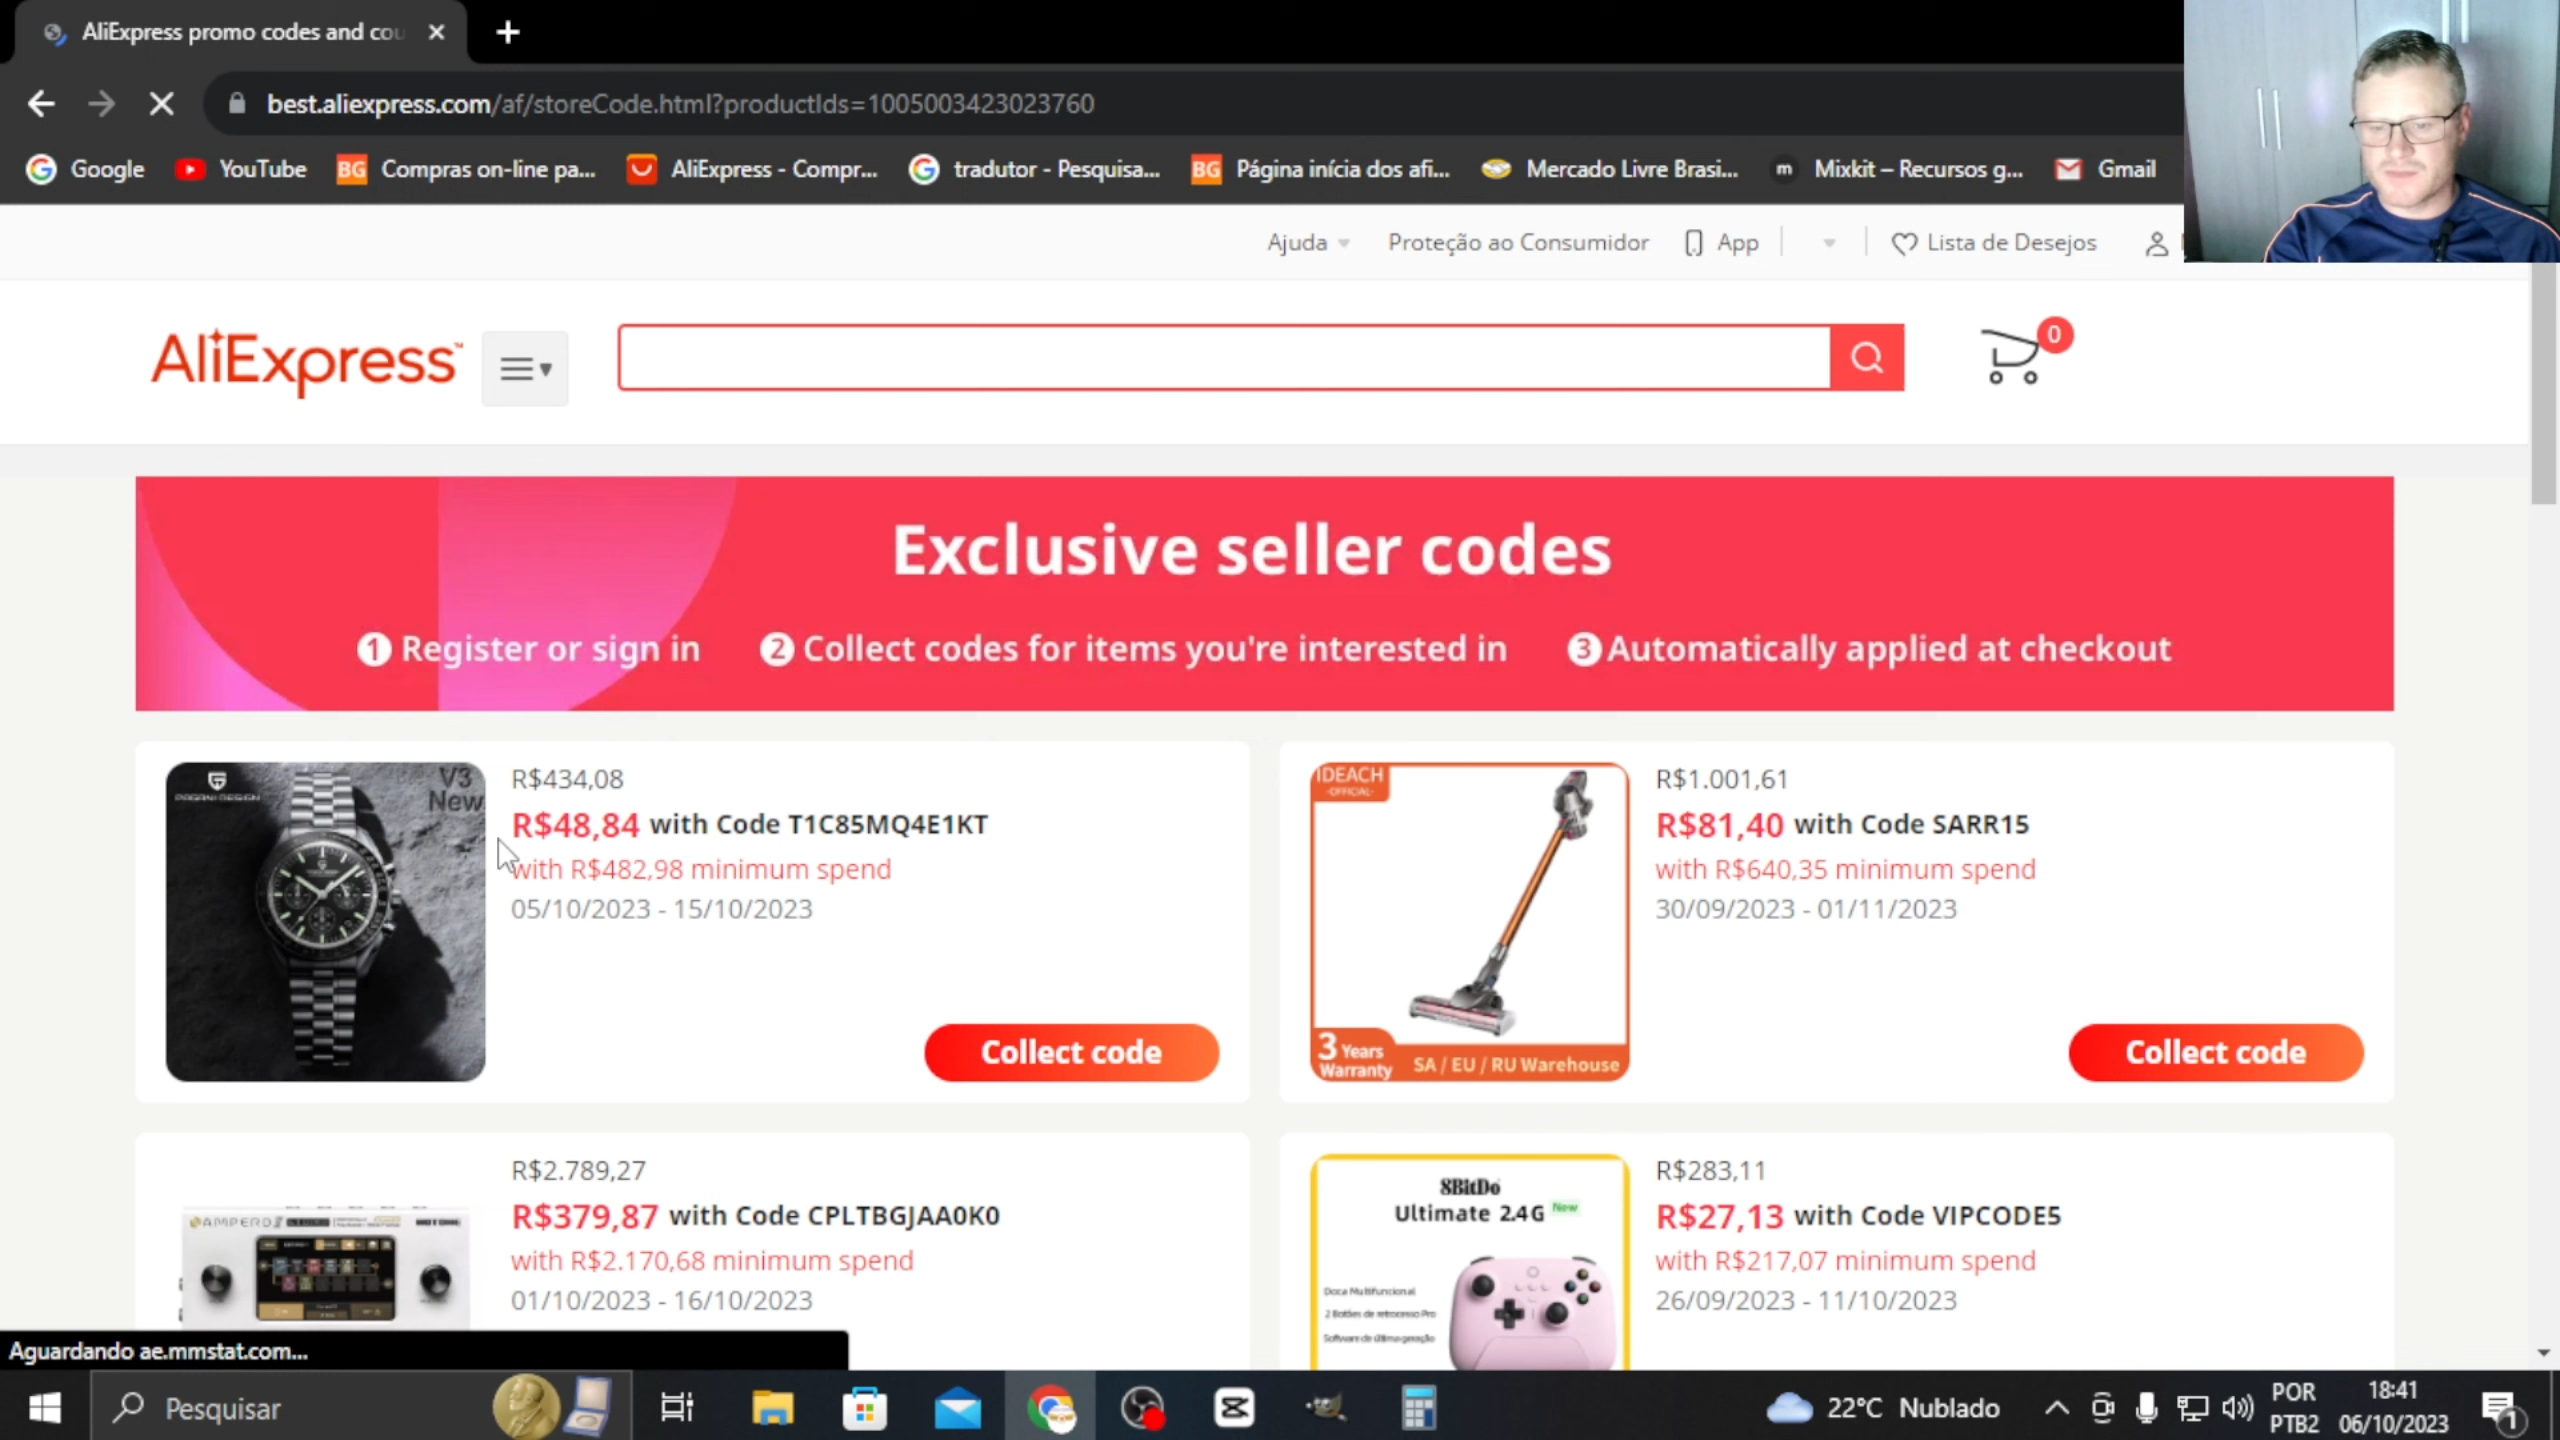 AliExpress promo codes and cou
best.aliexpress.com/af/storeCode.html?productIds=1005003423023760
Google
YouTube
BG
Compras on-line pa...
AliExpress - Compr...
tradutor - Pesquisa...
BG
Página início dos afi...
Mercado Livre Brasi...
m
Mixkit – Recursos g...
Gmail
Ajuda
Proteção ao Consumidor
App
Lista de Desejos
AliExpress™
0
Exclusive seller codes
1 Register or sign in
2 Collect codes for items you're interested in
3 Automatically applied at checkout
PAGANI DESIGN
V3
New
R$434,08
R$48,84 with Code T1C85MQ4E1KT
with R$482,98 minimum spend
05/10/2023 - 15/10/2023
Collect code
IDEACH
-OFFICIAL-
3 Years
Warranty
SA / EU / RU Warehouse
R$1.001,61
R$81,40 with Code SARR15
with R$640,35 minimum spend
30/09/2023 - 01/11/2023
Collect code
AMPERO
R$2.789,27
R$379,87 with Code CPLTBGJAA0K0
with R$2.170,68 minimum spend
01/10/2023 - 16/10/2023
8BitDo
Ultimate 2.4G New
Doca Multifuncional
2 Botões de retrocesso Pro
Software de última geração
R$283,11
R$27,13 with Code VIPCODE5
with R$217,07 minimum spend
26/09/2023 - 11/10/2023
Aguardando ae.mmstat.com...
Pesquisar
22°C Nublado
POR
PTB2
18:41
06/10/2023
1